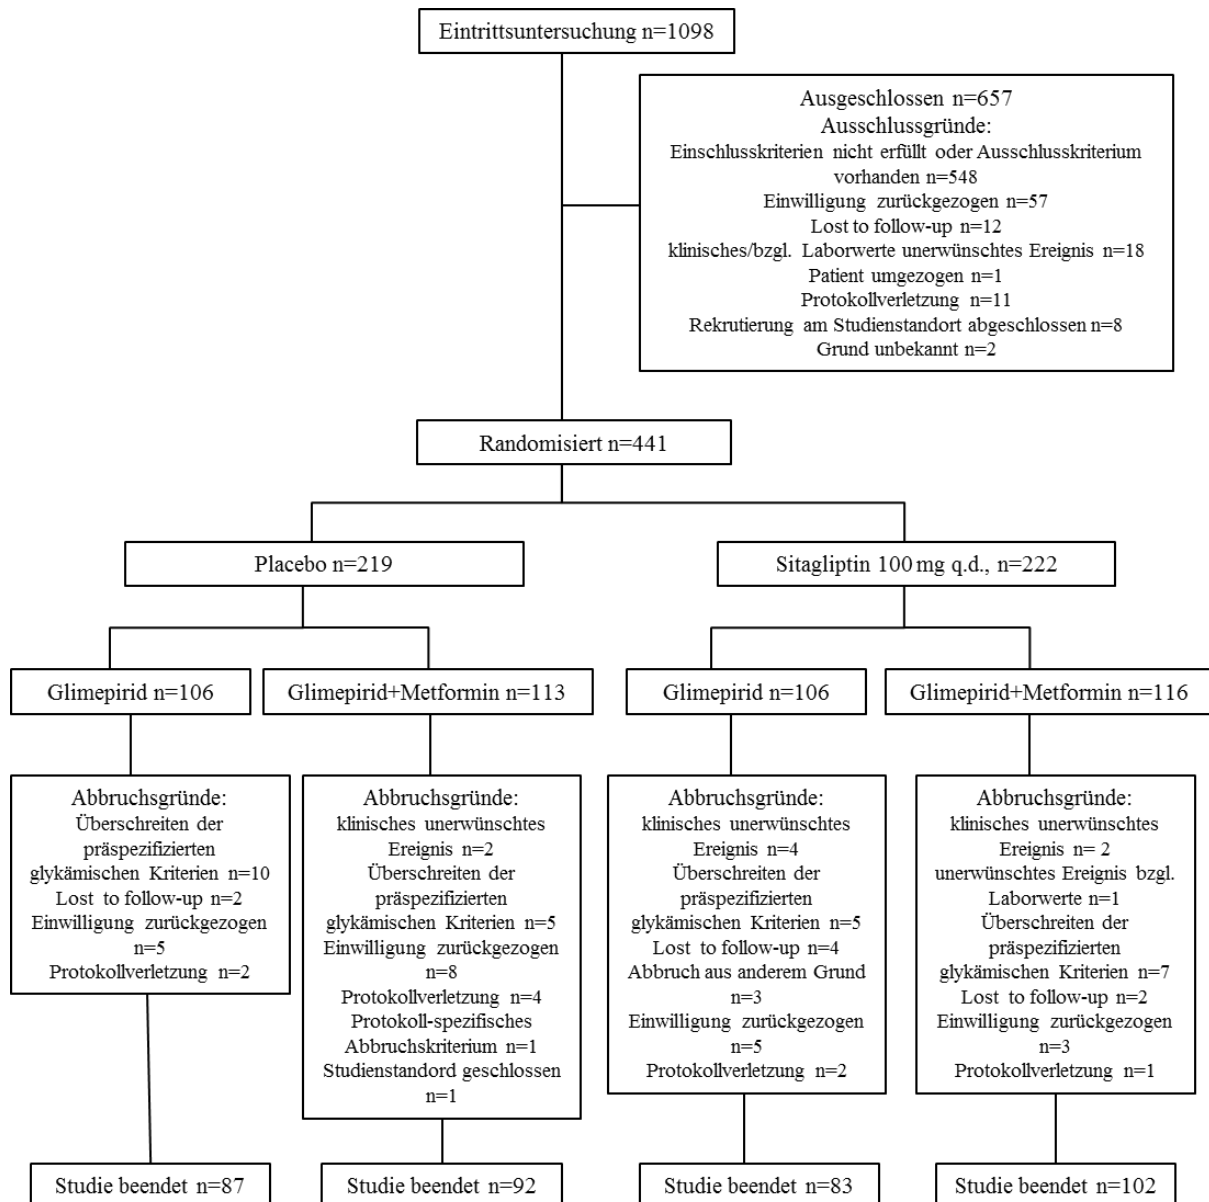 Eintrittsuntersuchung n=1098
Ausgeschlossen n=657
Ausschlussgründe:
Einschlusskriterien nicht erfüllt oder Ausschlusskriterium
vorhanden n=548
Einwilligung zurückgezogen n=57
Lost to follow-up n=12
klinisches/bzgl. Laborwerte unerwünschtes Ereignis n=18
Patient umgezogen n=1
Protokollverletzung n=11
Rekrutierung am Studienstandort abgeschlossen n=8
Grund unbekannt n=2
Randomisiert n=441
Placebo n=219
Sitagliptin 100 mg q.d., n=222
Glimepirid n=106
Glimepirid+Metformin n=113
Glimepirid n=106
Glimepirid+Metformin n=116
Abbruchsgründe:
Überschreiten der
präspezifizierten
glykämischen Kriterien n=10
Lost to follow-up n=2
Einwilligung zurückgezogen
n=5
Protokollverletzung n=2
Abbruchsgründe:
klinisches unerwünschtes
Ereignis n=2
Überschreiten der
präspezifizierten
glykämischen Kriterien n=5
Einwilligung zurückgezogen
n=8
Protokollverletzung n=4
Protokoll-spezifisches
Abbruchskriterium n=1
Studienstandord geschlossen
n=1
Abbruchsgründe:
klinisches unerwünschtes
Ereignis n=4
Überschreiten der
präspezifizierten
glykämischen Kriterien n=5
Lost to follow-up n=4
Abbruch aus anderem Grund
n=3
Einwilligung zurückgezogen
n=5
Protokollverletzung n=2
Abbruchsgründe:
klinisches unerwünschtes
Ereignis n= 2
unerwünschtes Ereignis bzgl.
Laborwerte n=1
Überschreiten der
präspezifizierten
glykämischen Kriterien n=7
Lost to follow-up n=2
Einwilligung zurückgezogen
n=3
Protokollverletzung n=1
Studie beendet n=87
Studie beendet n=92
Studie beendet n=83
Studie beendet n=102